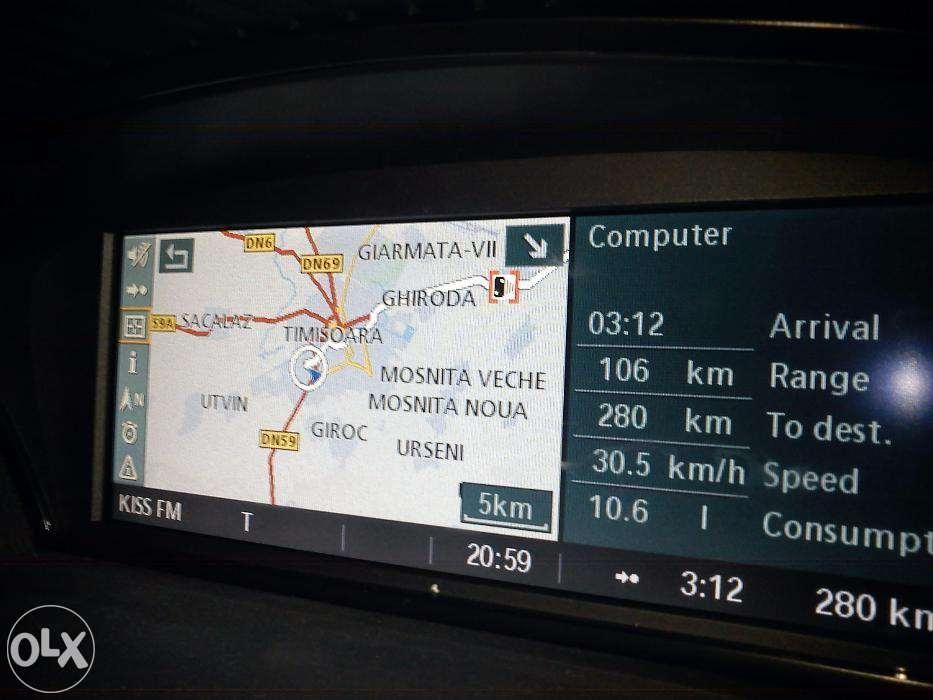 DN6
GIARMATA-VII
DN69
GHIRODA
59A
SACALAZ
TIMISOARA
MOSNITA VECHE
MOSNITA NOUA
UTVIN
DN59
GIROC
URSENI
i
N
5km
KISS FM
T
20:59
Computer
03:12 Arrival
106 km Range
280 km To dest.
30.5 km/h Speed
10.6 l Consumpt
3:12
280 km
OLX